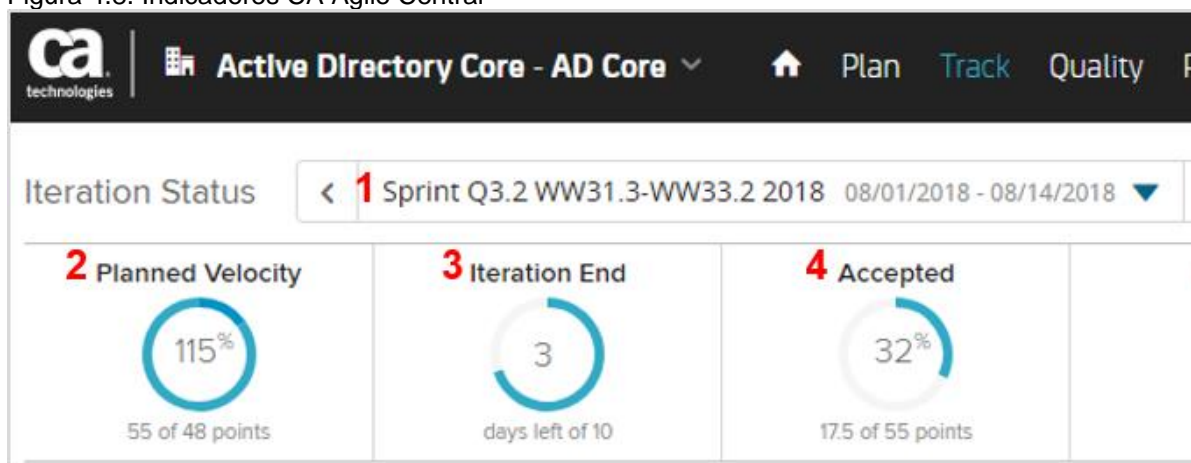 Figura 4.3: Indicadores CA Agile Central
ca
technologies
Active Directory Core - AD Core
Plan Track Quality
Iteration Status
< 1 Sprint Q3.2 WW31.3-WW33.2 2018 08/01/2018 - 08/14/2018
2 Planned Velocity
115%
55 of 48 points
3 Iteration End
3
days left of 10
4 Accepted
32%
17.5 of 55 points